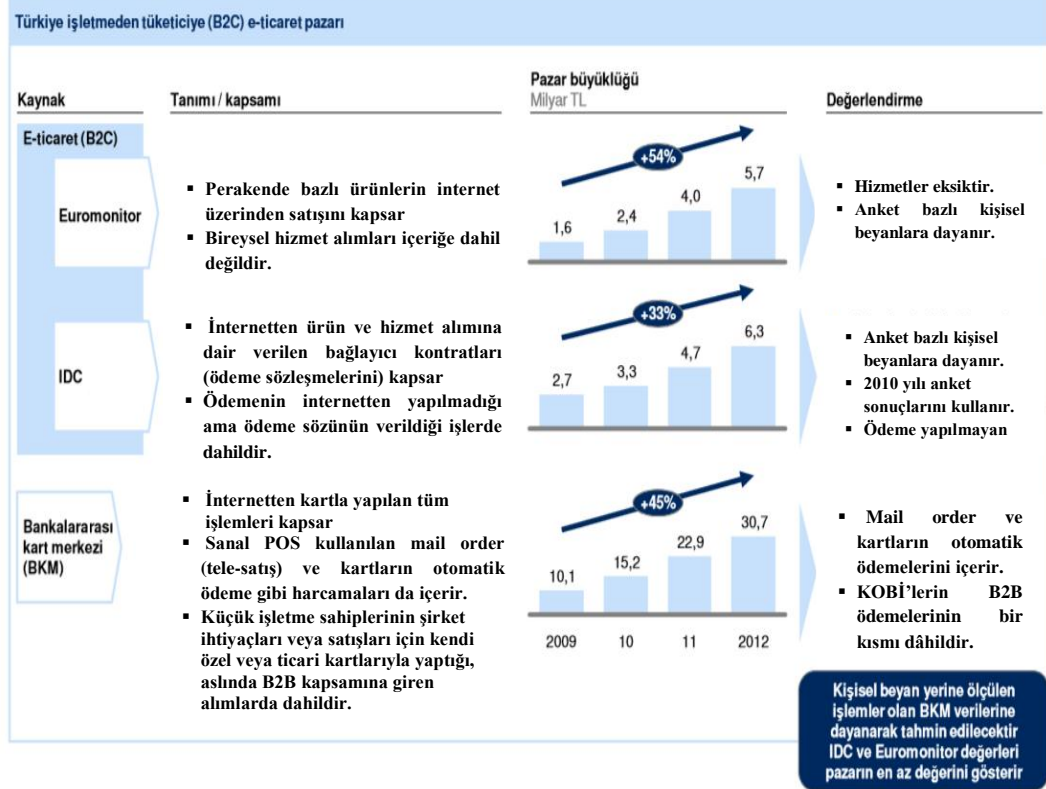 Türkiye işletmeden tüketiciye (B2C) e-ticaret pazarı
Kaynak
Tanımı / kapsamı
Pazar büyüklüğü
Milyar TL
Değerlendirme
E-ticaret (B2C)
Euromonitor
▪ Perakende bazlı ürünlerin internet
üzerinden satışını kapsar
▪ Bireysel hizmet alımları içeriğe dahil
değildir.
+54%
1,6
2,4
4,0
5,7
▪ Hizmetler eksiktir.
▪ Anket bazlı kişisel
beyanlara dayanır.
IDC
▪ İnternetten ürün ve hizmet alımına
dair verilen bağlayıcı kontratları
(ödeme sözleşmelerini) kapsar
▪ Ödemenin internetten yapılmadığı
ama ödeme sözünün verildiği işlerde
dahildir.
+33%
2,7
3,3
4,7
6,3
▪ Anket bazlı kişisel
beyanlara dayanır.
▪ 2010 yılı anket
sonuçlarını kullanır.
▪ Ödeme yapılmayan
Bankalararası
kart merkezi
(BKM)
▪ İnternetten kartla yapılan tüm
işlemleri kapsar
▪ Sanal POS kullanılan mail order
(tele-satış) ve kartların otomatik
ödeme gibi harcamaları da içerir.
▪ Küçük işletme sahiplerinin şirket
ihtiyaçları veya satışları için kendi
özel veya ticari kartlarıyla yaptığı,
aslında B2B kapsamına giren
alımlarda dahildir.
+45%
10,1
15,2
22,9
30,7
2009
10
11
2012
▪ Mail order ve
kartların otomatik
ödemelerini içerir.
▪ KOBİ’lerin B2B
ödemelerinin bir
kısmı dâhildir.
Kişisel beyan yerine ölçülen
işlemler olan BKM verilerine
dayanarak tahmin edilecektir
IDC ve Euromonitor değerleri
pazarın en az değerini gösterir